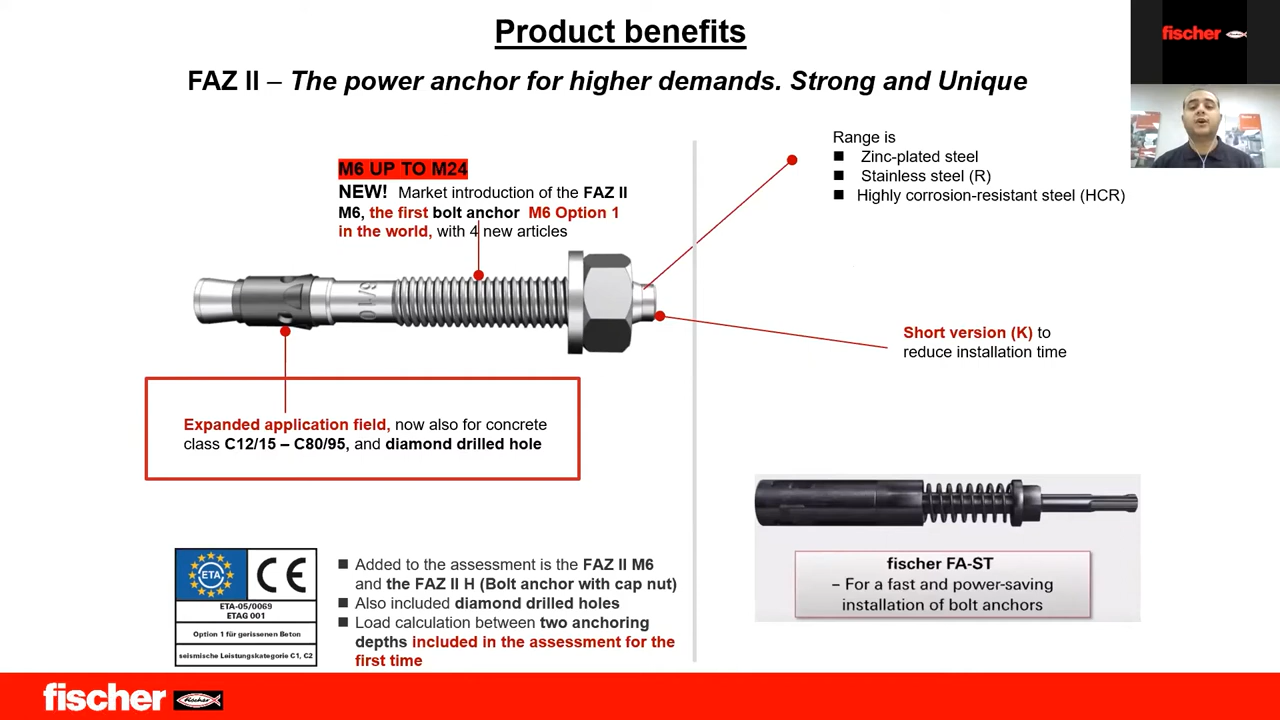 Product benefits
FAZ II – The power anchor for higher demands. Strong and Unique
fischer
M6 UP TO M24
NEW! Market introduction of the FAZ II
M6, the first bolt anchor M6 Option 1
in the world, with 4 new articles
Range is
Zinc-plated steel
Stainless steel (R)
Highly corrosion-resistant steel (HCR)
Short version (K) to
reduce installation time
Expanded application field, now also for concrete
class C12/15 – C80/95, and diamond drilled hole
ETA
CE
ETA-05/0069
ETAG 001
Option 1 für gerissenen Beton
seismische Leistungskategorie C1, C2
Added to the assessment is the FAZ II M6
and the FAZ II H (Bolt anchor with cap nut)
Also included diamond drilled holes
Load calculation between two anchoring
depths included in the assessment for the
first time
fischer FA-ST
– For a fast and power-saving
installation of bolt anchors
fischer